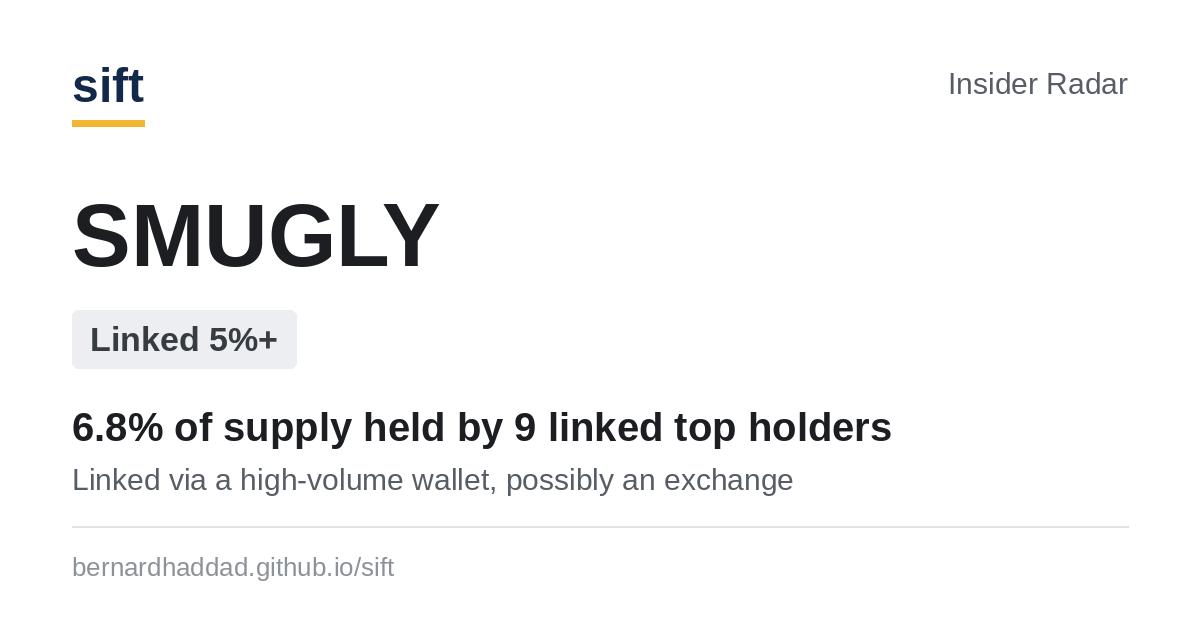 sift
Insider Radar
SMUGLY
Linked 5%+
6.8% of supply held by 9 linked top holders
Linked via a high-volume wallet, possibly an exchange
bernardhaddad.github.io/sift